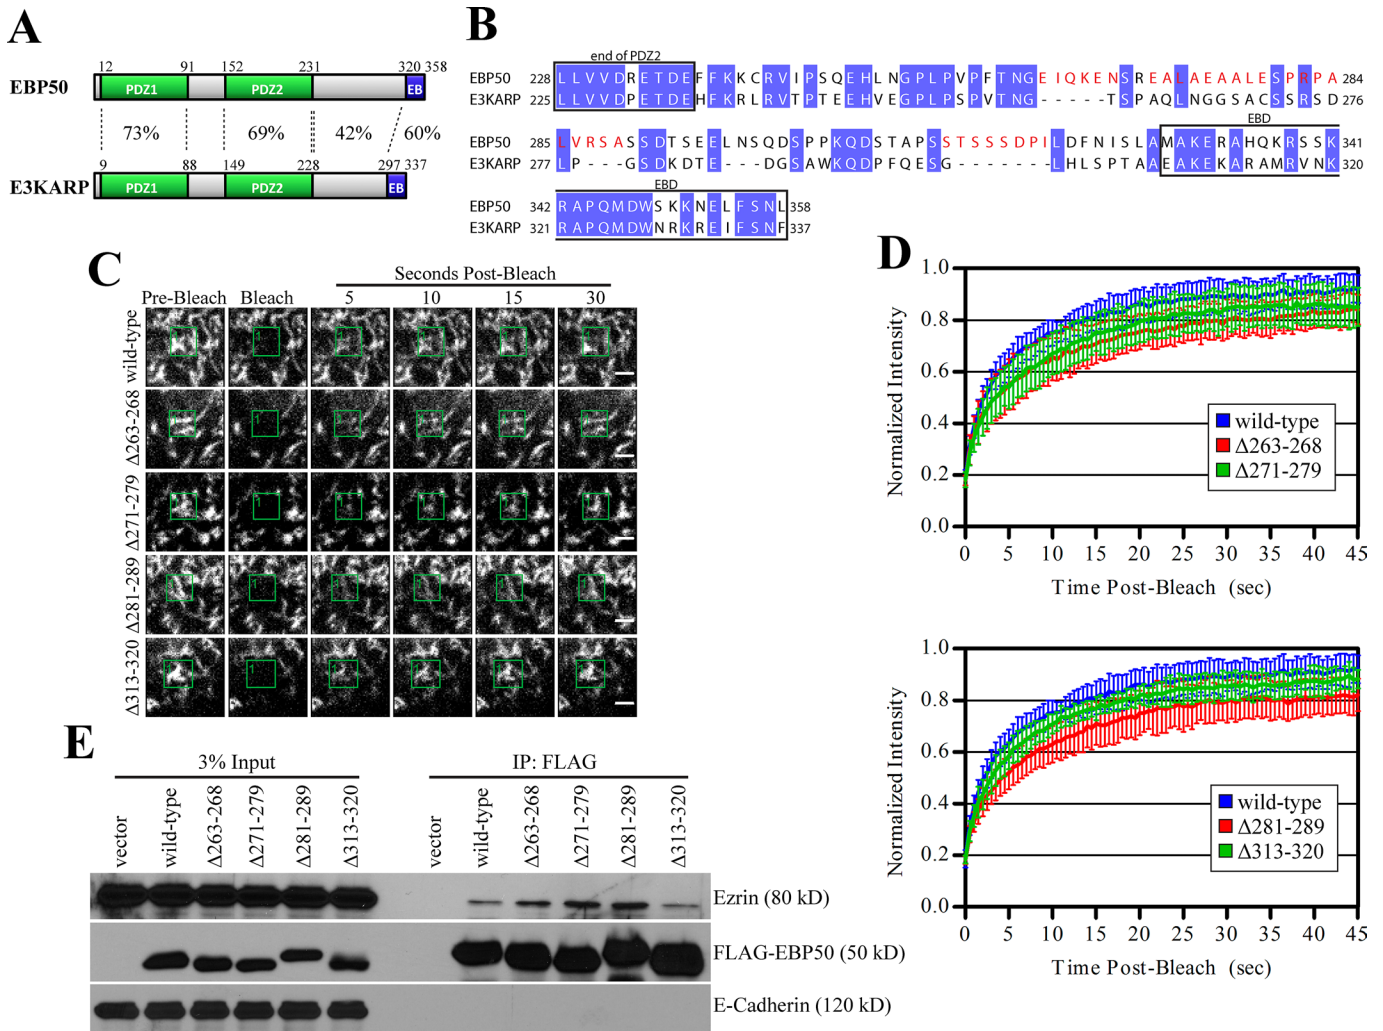 A
12 91 152 231 320 358
EBP50 PDZ1 PDZ2 EB
73% 69% 42% 60%
9 88 149 228 297 337
E3KARP PDZ1 PDZ2 EB
B
end of PDZ2
EBP50 228 L L V V D R E T D E F F K K C R V I P S Q E H L N G P L P V P F T N G E I Q K E N S R E A L A E A A L E S P R P A 284
E3KARP 225 L L V V D P E T D E H F K R L R V T P T E E H V E G P L P S P V T N G - - - - - T S P A Q L N G G S A C S S R S D 276
EBD
EBP50 285 L V R S A S S D T S E E L N S Q D S P P K Q D S T A P S S T S S S D P I L D F N I S L A M A K E R A H Q K R S S K 341
E3KARP 277 L P - - - G S D K D T E - - D G S A W K Q D P F Q E S G - - - - - - - - L H L S P T A A E A K E K A R A M R V N K 320
EBD
EBP50 342 R A P Q M D W S K K N E L F S N L 358
E3KARP 321 R A P Q M D W N R K R E I F S N F 337
C
Seconds Post-Bleach
Pre-Bleach Bleach 5 10 15 30
wild-type
Δ263-268
Δ271-279
Δ281-289
Δ313-320
D
Normalized Intensity
1.0
0.8
0.6
0.4
0.2
0.0
wild-type
Δ263-268
Δ271-279
0 5 10 15 20 25 30 35 40 45
Time Post-Bleach (sec)
Normalized Intensity
1.0
0.8
0.6
0.4
0.2
0.0
wild-type
Δ281-289
Δ313-320
0 5 10 15 20 25 30 35 40 45
Time Post-Bleach (sec)
E
3% Input IP: FLAG
vector wild-type Δ263-268 Δ271-279 Δ281-289 Δ313-320 vector wild-type Δ263-268 Δ271-279 Δ281-289 Δ313-320
Ezrin (80 kD)
FLAG-EBP50 (50 kD)
E-Cadherin (120 kD)